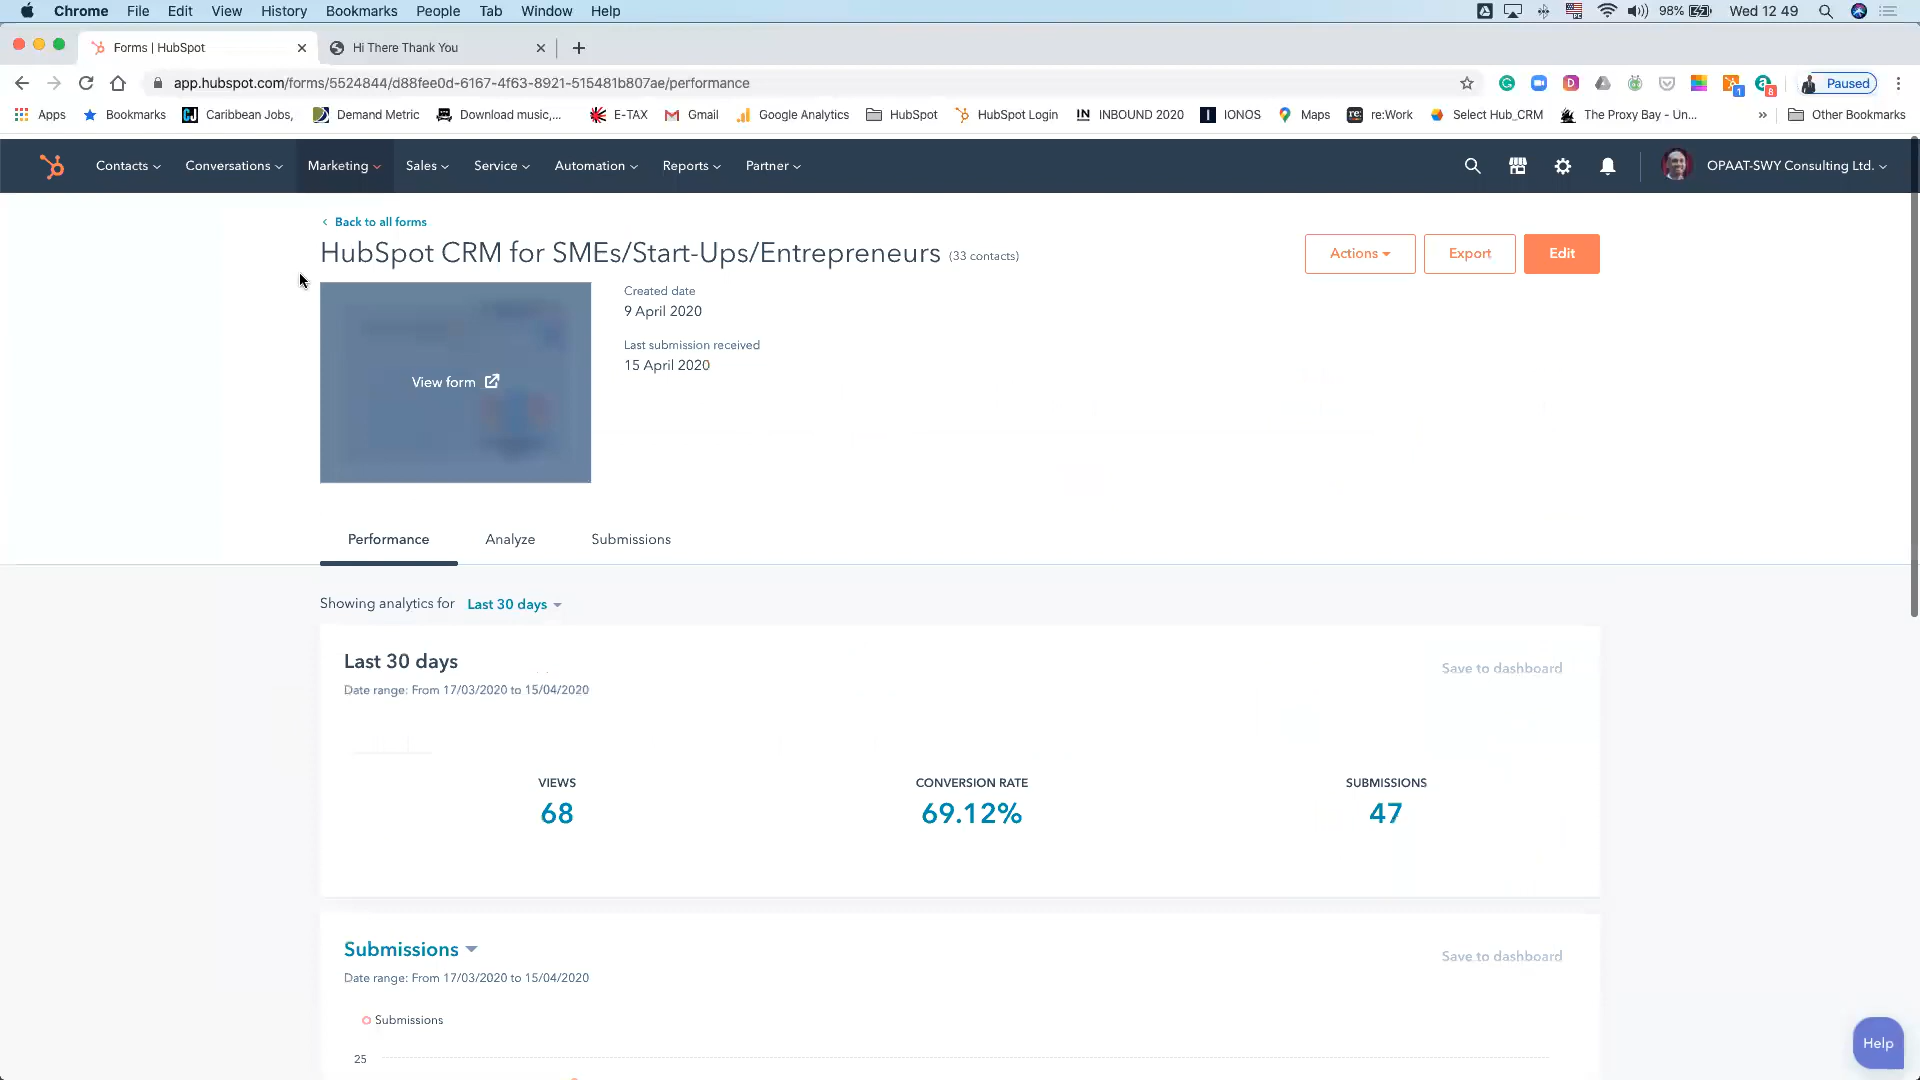 Chrome File Edit View History Bookmarks People Tab Window Help 98% Wed 12 49
Forms | HubSpot Hi There Thank You
app.hubspot.com/forms/5524844/d88fee0d-6167-4f63-8921-515481b807ae/performance Paused
Apps Bookmarks Caribbean Jobs, Demand Metric Download music,... E-TAX Gmail Google Analytics HubSpot HubSpot Login INBOUND 2020 IONOS Maps re:Work Select Hub_CRM The Proxy Bay - Un... » Other Bookmarks
Contacts Conversations Marketing Sales Service Automation Reports Partner OPAAT-SWY Consulting Ltd.
Back to all forms
HubSpot CRM for SMEs/Start-Ups/Entrepreneurs (33 contacts)
Actions Export Edit
Created date
9 April 2020
Last submission received
15 April 2020
View form
Performance Analyze Submissions
Showing analytics for Last 30 days
Last 30 days
Save to dashboard
Date range: From 17/03/2020 to 15/04/2020
VIEWS CONVERSION RATE SUBMISSIONS
68 69.12% 47
Submissions
Save to dashboard
Date range: From 17/03/2020 to 15/04/2020
Submissions
25
Help